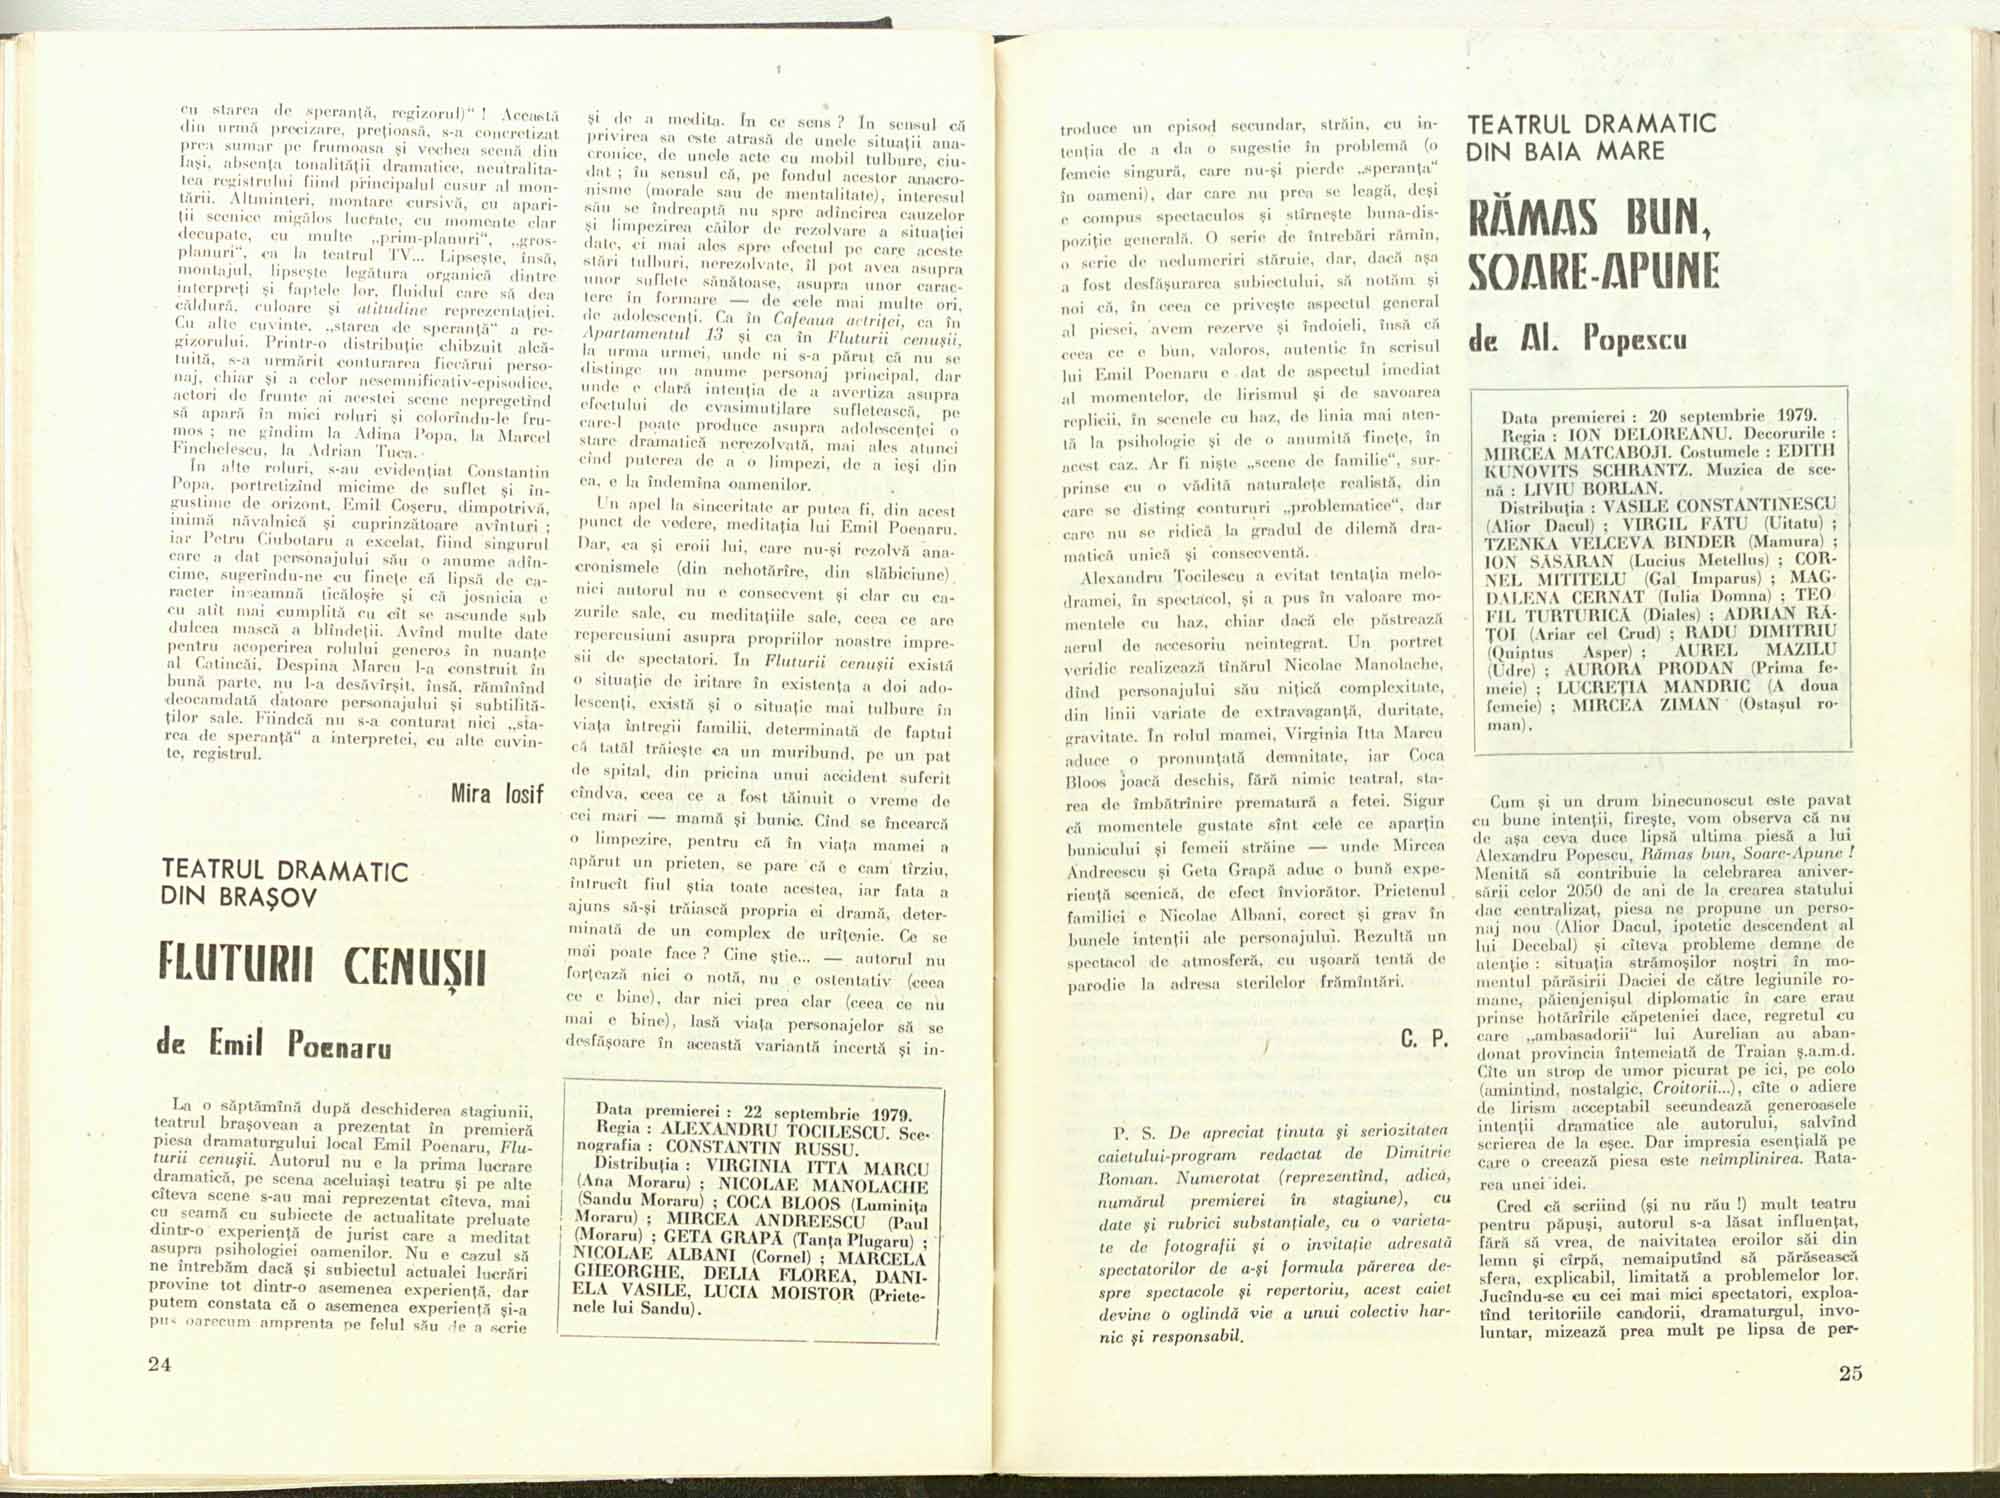 cu starea de speranță, regizorul)“ ! Această
din urmă precizare, prețioasă, s-a concretizat
prea sumar pe frumoasa și vechea scenă din
Iași, absența tonalității dramatice, neutralita-
tea registrului fiind principalul cusur al mon-
tării. Altminteri, montare cursivă, cu apari-
ții scenice migălos lucrate, cu momente clar
decupate, cu multe „prim-planuri“, „gros-
planuri“, ca la teatrul TV... Lipsește, însă,
montajul, lipsește legătura organică dintre
interpreți și faptele lor, fluidul care să dea
căldură, culoare și atitudine reprezentației.
Cu alte cuvinte, „starea de speranță“ a re-
gizorului. Printr-o distribuție chibzuit alcă-
tuită, s-a urmărit conturarea fiecărui perso-
naj, chiar și a celor nesemnificativ-episodice,
actori de frunte ai acestei scene nepregetînd
să apară în mici roluri și colorîndu-le fru-
mos ; ne gîndim la Adina Popa, la Marcel
Finchelescu, la Adrian Tuca.
În alte roluri, s-au evidențiat Constantin
Popa, portretizînd micime de suflet și în-
gustime de orizont, Emil Coșeru, dimpotrivă,
inimă năvalnică și cuprinzătoare avînturi ;
iar Petru Ciubotaru a excelat, fiind singurul
care a dat personajului său o anume adîn-
cime, sugerîndu-ne cu finețe că lipsă de ca-
racter inseamnă ticăloșie și că josnicia e
cu atît mai cumplită cu cît se ascunde sub
dulcea mască a blîndeții. Avînd multe date
pentru acoperirea rolului generos în nuanțe
al Catincăi, Despina Marcu l-a construit în
bună parte, nu l-a desăvîrșit, însă, rămînînd
deocamdată datoare personajului și subtilită-
ților sale. Fiindcă nu s-a conturat nici „sta-
rea de speranță“ a interpretei, cu alte cuvin-
te, registrul.
Mira Iosif
TEATRUL DRAMATIC
DIN BRAȘOV
FLUTURII CENUȘII
de Emil Poenaru
La o săptămînă după deschiderea stagiunii,
teatrul brașovean a prezentat în premieră
piesa dramaturgului local Emil Poenaru, Flu-
turii cenușii. Autorul nu e la prima lucrare
dramatică, pe scena aceluiași teatru și pe alte
cîteva scene s-au mai reprezentat cîteva, mai
cu seamă cu subiecte de actualitate preluate
dintr-o experiență de jurist care a meditat
asupra psihologiei oamenilor. Nu e cazul să
ne întrebăm dacă și subiectul actualei lucrări
provine tot dintr-o asemenea experiență, dar
putem constata că o asemenea experiență și-a
pus oarecum amprenta pe felul său de a scrie
24
și de a medita. In ce sens ? In sensul că
privirea sa este atrasă de unele situații ana-
cronice, de unele acte cu mobil tulbure, ciu-
dat ; în sensul că, pe fondul acestor anacro-
nisme (morale sau de mentalitate), interesul
său se îndreaptă nu spre adîncirea cauzelor
și limpezirea căilor de rezolvare a situației
date, ci mai ales spre efectul pe care aceste
stări tulburi, nerezolvate, îl pot avea asupra
unor suflete sănătoase, asupra unor carac-
tere în formare — de cele mai multe ori,
de adolescenți. Ca în Cafeaua actriței, ca în
Apartamentul 13 și ca în Fluturii cenușii,
la urma urmei, unde ni s-a părut că nu se
distinge un anume personaj principal, dar
unde e clară intenția de a avertiza asupra
efectului de cvasimutilare sufletească, pe
care-l poate produce asupra adolescenței o
stare dramatică nerezolvată, mai ales atunci
cînd puterea de a o limpezi, de a ieși din
ea, e la îndemîna oamenilor.
Un apel la sinceritate ar putea fi, din acest
punct de vedere, meditația lui Emil Poenaru.
Dar, ca și eroii lui, care nu-și rezolvă ana-
cronismele (din nehotărîre, din slăbiciune)
nici autorul nu e consecvent și clar cu ca-
zurile sale, cu meditațiile sale, ceea ce are
repercusiuni asupra propriilor noastre impre-
sii de spectatori. În Fluturii cenușii există
o situație de iritare în existența a doi ado-
lescenți, există și o situație mai tulbure în
viața întregii familii, determinată de faptul
că tatăl trăiește ca un muribund, pe un pat
de spital, din pricina unui accident suferit
cîndva, ceea ce a fost tăinuit o vreme de
cei mari — mamă și bunic. Cînd se încearcă
o limpezire, pentru că în viața mamei a
apărut un prieten, se pare că e cam tîrziu,
întrucît fiul știa toate acestea, iar fata a
ajuns să-și trăiască propria ei dramă, deter-
minată de un complex de urîțenie. Ce se
mai poate face ? Cine știe... — autorul nu
forțează nici o notă, nu e ostentativ (ceea
ce e bine), dar nici prea clar (ceea ce nu
mai e bine), lasă viața personajelor să se
desfășoare în această variantă incertă și in-
Data premierei : 22 septembrie 1979.
Regia : ALEXANDRU TOCILESCU. Sce-
nografia : CONSTANTIN RUSSU.
Distribuția : VIRGINIA ITTA MARCU
(Ana Moraru) ; NICOLAE MANOLACHE
(Sandu Moraru) ; COCA BLOOS (Luminița
Moraru) ; MIRCEA ANDREESCU (Paul
(Moraru) ; GETA GRAPĂ (Tanța Plugaru) ;
NICOLAE ALBANI (Cornel) ; MARCELA
GHEORGHE, DELIA FLOREA, DANI-
ELA VASILE, LUCIA MOISTOR (Priete-
nele lui Sandu).
troduce un episod secundar, străin, cu in-
tenția de a da o sugestie în problemă (o
femeie singură, care nu-și pierde „speranța“
în oameni), dar care nu prea se leagă, deși
e compus spectaculos și stîrnește buna-dis-
poziție generală. O serie de întrebări rămîn,
o serie de nedumeriri stăruie, dar, dacă așa
a fost desfășurarea subiectului, să notăm și
noi că, în ceea ce privește aspectul general
al piesei, avem rezerve și îndoieli, însă că
ceea ce e bun, valoros, autentic în scrisul
lui Emil Poenaru e dat de aspectul imediat
al momentelor, de lirismul și de savoarea
replicii, în scenele cu haz, de linia mai aten-
tă la psihologie și de o anumită finețe, în
acest caz. Ar fi niște „scene de familie“, sur-
prinse cu o vădită naturalețe realistă, din
care se disting contururi „problematice“, dar
care nu se ridică la gradul de dilemă dra-
matică unică și consecventă.
Alexandru Tocilescu a evitat tentația melo-
dramei, în spectacol, și a pus în valoare mo-
mentele cu haz, chiar dacă ele păstrează
aerul de accesoriu neintegrat. Un portret
veridic realizează tînărul Nicolae Manolache,
dînd personajului său nițică complexitate,
din linii variate de extravaganță, duritate,
gravitate. În rolul mamei, Virginia Itta Marcu
aduce o pronunțată demnitate, iar Coca
Bloos joacă deschis, fără nimic teatral, sta-
rea de îmbătrînire prematură a fetei. Sigur
că momentele gustate sînt cele ce aparțin
bunicului și femeii străine — unde Mircea
Andreescu și Geta Grapă aduc o bună expe-
riență scenică, de efect înviorător. Prietenul
familiei e Nicolae Albani, corect și grav în
bunele intenții ale personajului. Rezultă un
spectacol de atmosferă, cu ușoară tentă de
parodie la adresa sterilelor frămîntări.
C. P.
P. S. De apreciat ținuta și seriozitatea
caietului-program redactat de Dimitrie
Roman. Numerotat (reprezentînd, adică,
numărul premierei în stagiune), cu
date și rubrici substanțiale, cu o varieta-
te de fotografii și o invitație adresată
spectatorilor de a-și formula părerea de-
spre spectacole și repertoriu, acest caiet
devine o oglindă vie a unui colectiv har-
nic și responsabil.
TEATRUL DRAMATIC
DIN BAIA MARE
RĂMAS BUN,
SOARE-APUNE
de Al. Popescu
Data premierei : 20 septembrie 1979.
Regia : ION DELOREANU. Decorurile :
MIRCEA MATCABOJI. Costumele : EDITH
KUNOVITS SCHRANTZ. Muzica de sce-
nă : LIVIU BORLAN.
Distribuția : VASILE CONSTANTINESCU
(Alior Dacul) ; VIRGIL FĂTU (Uitatu) ;
TZENKA VELCEVA BINDER (Mamura) ;
ION SĂSĂRAN (Lucius Metellus) ; COR-
NEL MITITELU (Gal Imparus) ; MAG-
DALENA CERNAT (Iulia Domna) ; TEO
FIL TURTURICĂ (Diales) ; ADRIAN RĂ-
ȚOI (Ariar cel Crud) ; RADU DIMITRIU
(Quintus Asper) ; AUREL MAZILU
(Udre) ; AURORA PRODAN (Prima fe-
meie) ; LUCREȚIA MANDRIC (A doua
femeie) ; MIRCEA ZIMAN (Ostașul ro-
man).
Cum și un drum binecunoscut este pavat
cu bune intenții, firește, vom observa că nu
de așa ceva duce lipsă ultima piesă a lui
Alexandru Popescu, Rămas bun, Soare-Apune !
Menită să contribuie la celebrarea aniver-
sării celor 2050 de ani de la crearea statului
dac centralizat, piesa ne propune un perso-
naj nou (Alior Dacul, ipotetic descendent al
lui Decebal) și cîteva probleme demne de
atenție : situația strămoșilor noștri în mo-
mentul părăsirii Daciei de către legiunile ro-
mane, păienjenișul diplomatic în care erau
prinse hotărîrile căpeteniei dace, regretul cu
care „ambasadorii“ lui Aurelian au aban-
donat provincia întemeiată de Traian ș.a.m.d.
Cîte un strop de umor picurat pe ici, pe colo
(amintind, nostalgic, Croitorii...), cîte o adiere
de lirism acceptabil secundează generoasele
intenții dramatice ale autorului, salvînd
scrierea de la eșec. Dar impresia esențială pe
care o creează piesa este neîmplinirea. Rata-
rea unei idei.
Cred că scriind (și nu rău !) mult teatru
pentru păpuși, autorul s-a lăsat influențat,
fără să vrea, de naivitatea eroilor săi din
lemn și cîrpă, nemaiputînd să părăsească
sfera, explicabil, limitată a problemelor lor.
Jucîndu-se cu cei mai mici spectatori, exploa-
tînd teritoriile candorii, dramaturgul, invo-
luntar, mizează prea mult pe lipsa de per-
25